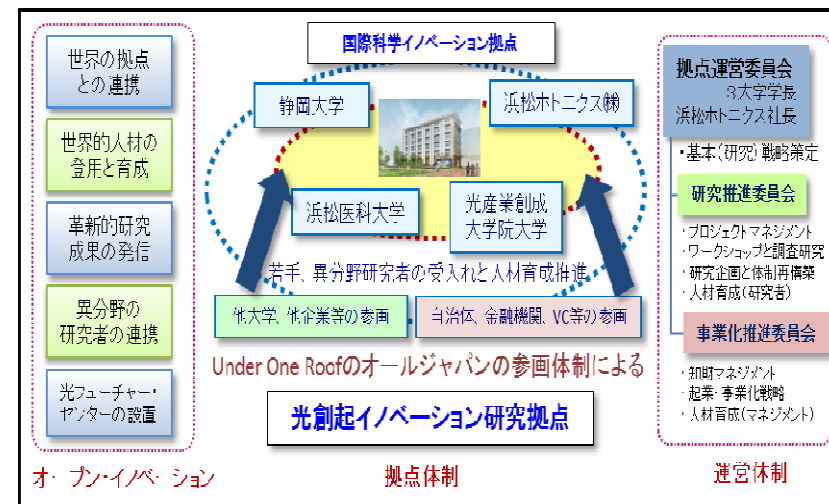 世界の拠点
との連携
世界的人材の
登用と育成
革新的研究
成果の発信
異分野の
研究者の連携
光フューチャー・
センターの設置
オープン・イノベーション
国際科学イノベーション拠点
静岡大学
浜松ホトニクス㈱
浜松医科大学
光産業創成
大学院大学
若手、異分野研究者の受入れと人材育成推進
他大学、他企業等の参画
自治体、金融機関、VC等の参画
Under One Roofのオールジャパンの参画体制による
光創起イノベーション研究拠点
拠点体制
拠点運営委員会
3大学学長
浜松ホトニクス社長
・基本(研究)戦略策定
研究推進委員会
・プロジェクトマネジメント
・ワークショップと調査研究
・研究企画と体制再構築
・人材育成(研究者)
事業化推進委員会
・知財マネジメント
・起業・事業化戦略
・人材育成(マネジメント)
運営体制